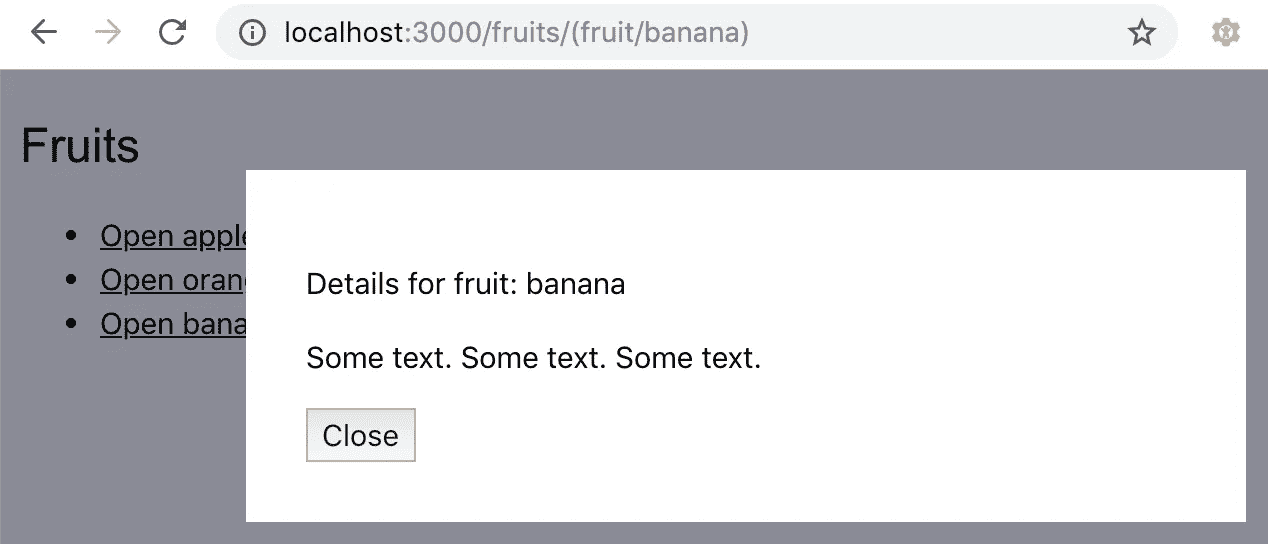 localhost:3000/fruits/(fruit/banana)
Fruits
Open apple
Open orang
Open bana
Details for fruit: banana
Some text. Some text. Some text.
Close